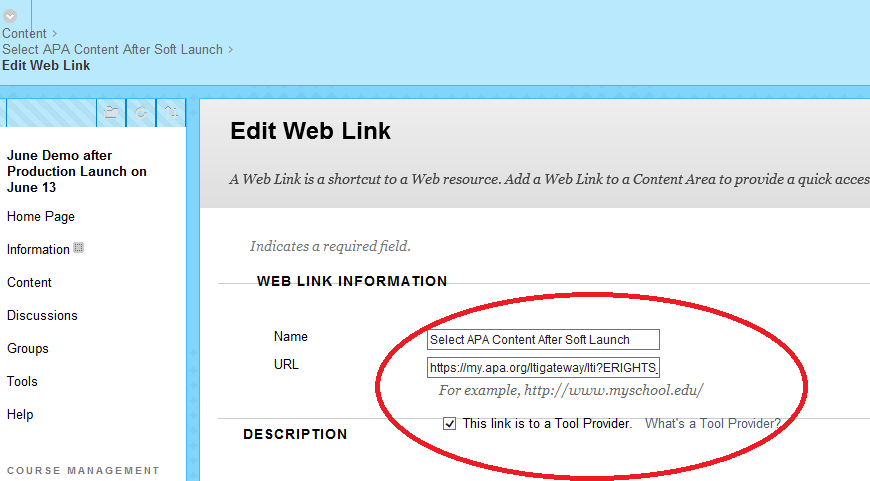 Content >
Select APA Content After Soft Launch >
Edit Web Link
June Demo after
Production Launch on
June 13
Home Page
Information
Content
Discussions
Groups
Tools
Help
COURSE MANAGEMENT
Edit Web Link
A Web Link is a shortcut to a Web resource. Add a Web Link to a Content Area to provide a quick access
Indicates a required field.
WEB LINK INFORMATION
Name
Select APA Content After Soft Launch
URL
https://my.apa.org/ltigateway/lti?ERIGHTS_
For example, http://www.myschool.edu/
This link is to a Tool Provider. What's a Tool Provider?
DESCRIPTION